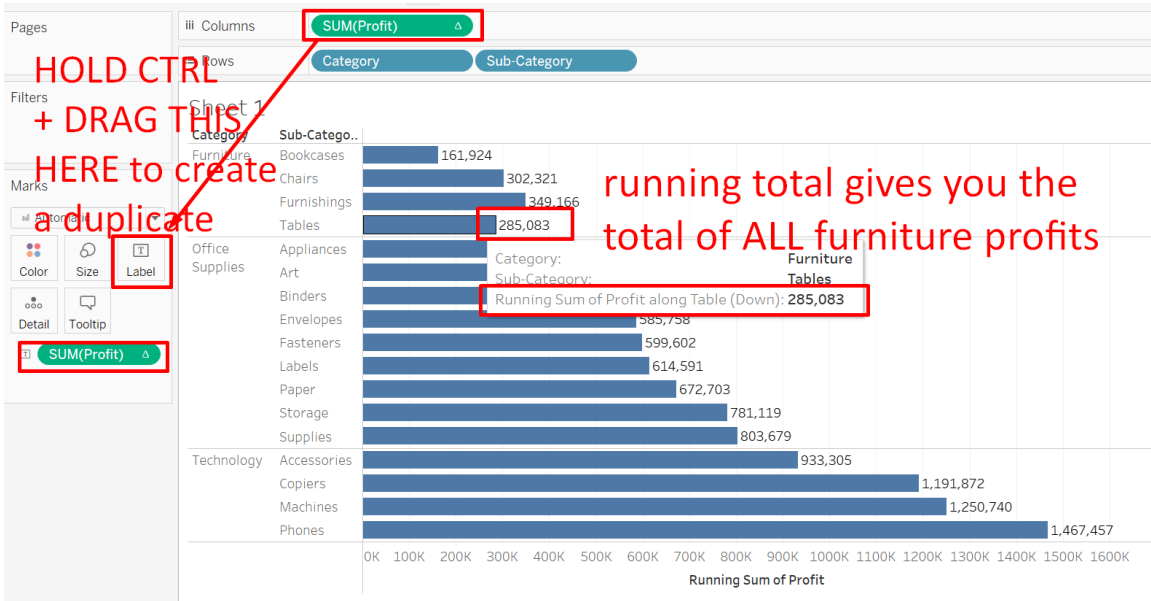 Pages
iii Columns
SUM(Profit) Δ
Rows
Category
Sub-Category
HOLD CTRL
+ DRAG THIS
HERE to create
a duplicate
Filters
Sheet 1
Category Sub-Catego..
Furniture Bookcases 161,924
Chairs 302,321
Furnishings 349,166
Tables 285,083
running total gives you the
total of ALL furniture profits
Marks
Automatic
Color Size Label
Detail Tooltip
SUM(Profit) Δ
Office
Supplies
Appliances
Art
Binders
Envelopes 585,758
Fasteners 599,602
Labels 614,591
Paper 672,703
Storage 781,119
Supplies 803,679
Category: Furniture
Sub-Category: Tables
Running Sum of Profit along Table (Down): 285,083
Technology Accessories 933,305
Copiers 1,191,872
Machines 1,250,740
Phones 1,467,457
0K 100K 200K 300K 400K 500K 600K 700K 800K 900K 1000K 1100K 1200K 1300K 1400K 1500K 1600K
Running Sum of Profit